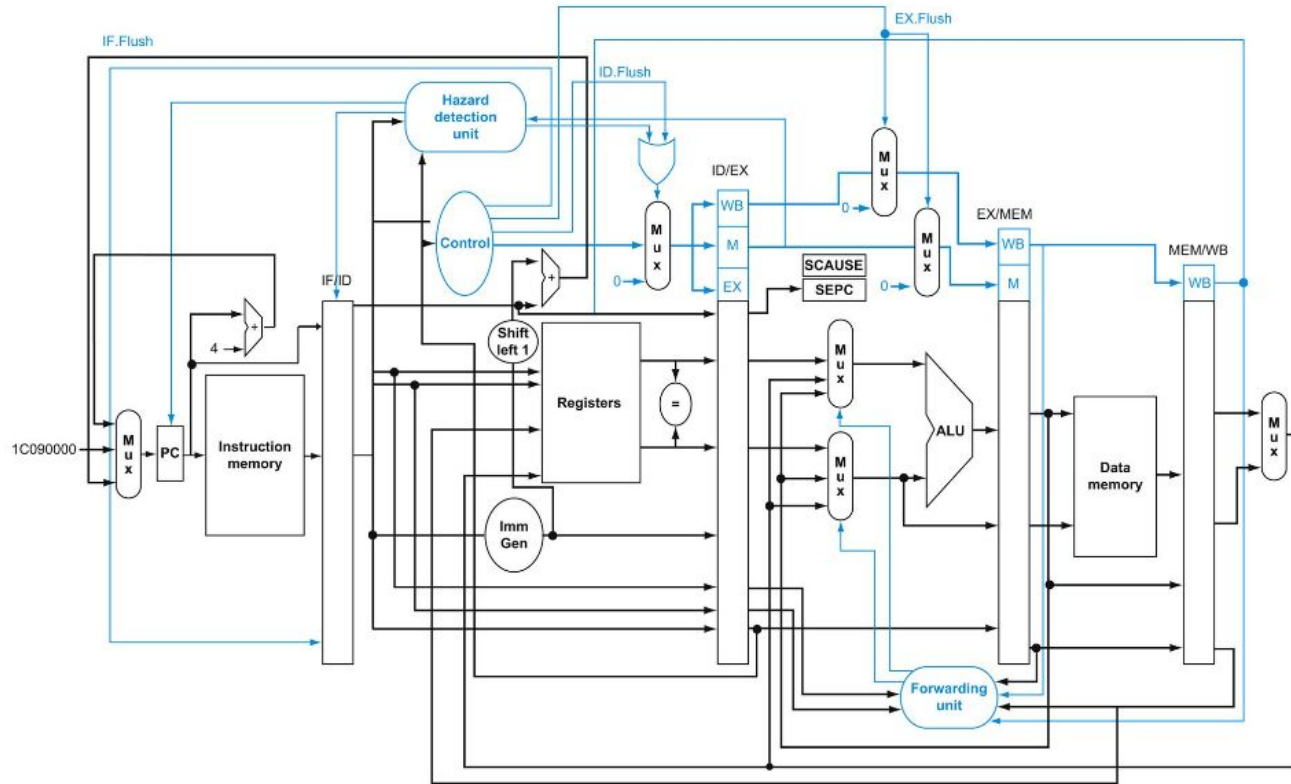 IF.Flush
EX.Flush
ID.Flush
Hazard
detection
unit
ID/EX
Mux
WB
EX/MEM
Control
Mux
M
Mux
WB
MEM/WB
0
0
0
EX
SCAUSE
SEPC
M
WB
IF/ID
+
+
4
Shift
left 1
Mux
Mux
1C090000
Mux
PC
Instruction
memory
Registers
=
Mux
ALU
Data
memory
Imm
Gen
Forwarding
unit